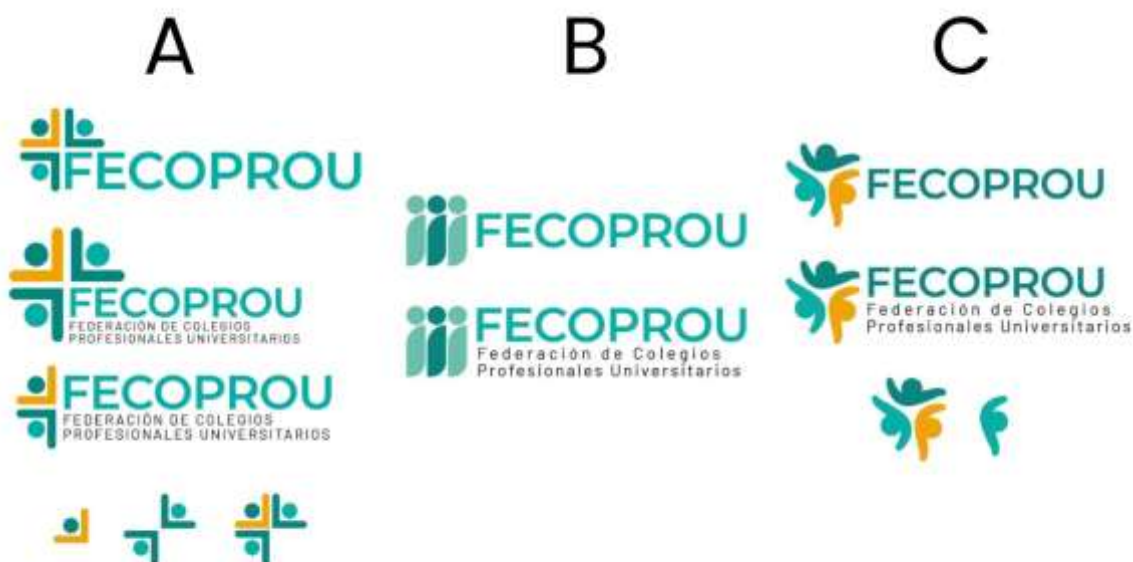 A
B
C
FECOPROU
FECOPROU
FEDERACIÓN DE COLEGIOS
PROFESIONALES UNIVERSITARIOS
FECOPROU
FEDERACIÓN DE COLEGIOS
PROFESIONALES UNIVERSITARIOS
FECOPROU
FECOPROU
Federación de Colegios
Profesionales Universitarios
FECOPROU
FECOPROU
Federación de Colegios
Profesionales Universitarios